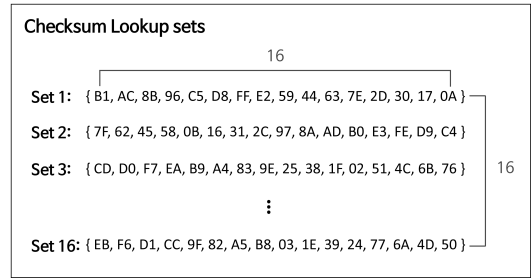 Checksum Lookup sets
16
Set 1: { B1, AC, 8B, 96, C5, D8, FF, E2, 59, 44, 63, 7E, 2D, 30, 17, 0A }
Set 2: { 7F, 62, 45, 58, 0B, 16, 31, 2C, 97, 8A, AD, B0, E3, FE, D9, C4 }
Set 3: { CD, D0, F7, EA, B9, A4, 83, 9E, 25, 38, 1F, 02, 51, 4C, 6B, 76 }
16
⋮
Set 16: { EB, F6, D1, CC, 9F, 82, A5, B8, 03, 1E, 39, 24, 77, 6A, 4D, 50 }